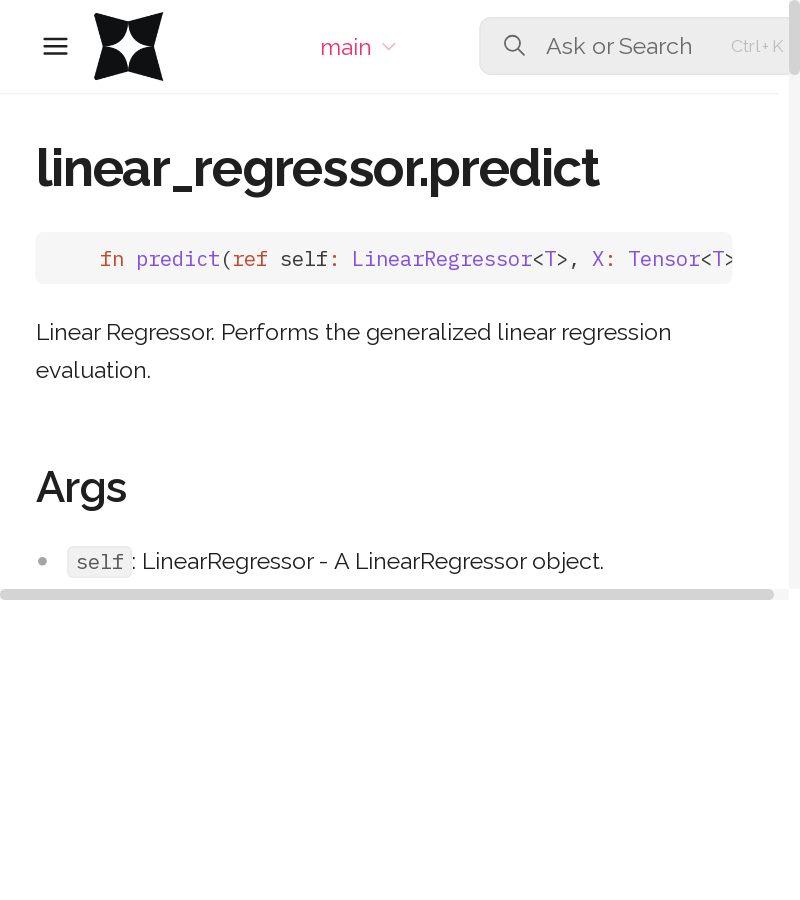 main
Ask or Search Ctrl+K
linear_regressor.predict
fn predict(ref self: LinearRegressor<T>, X: Tensor<T>
Linear Regressor. Performs the generalized linear regression
evaluation.
Args
self: LinearRegressor - A LinearRegressor object.